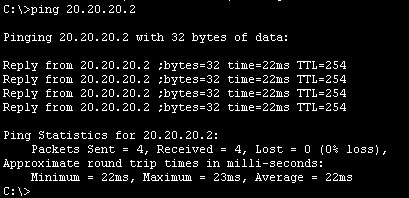 C:\>ping 20.20.20.2
Pinging 20.20.20.2 with 32 bytes of data:
Reply from 20.20.20.2 ;bytes=32 time=22ms TTL=254
Reply from 20.20.20.2 ;bytes=32 time=22ms TTL=254
Reply from 20.20.20.2 ;bytes=32 time=22ms TTL=254
Reply from 20.20.20.2 ;bytes=32 time=22ms TTL=254
Ping Statistics for 20.20.20.2:
    Packets Sent = 4, Received = 4, Lost = 0 (0% loss),
Approximate round trip times in milli-seconds:
    Minimum = 22ms, Maximum = 23ms, Average = 22ms
C:\>